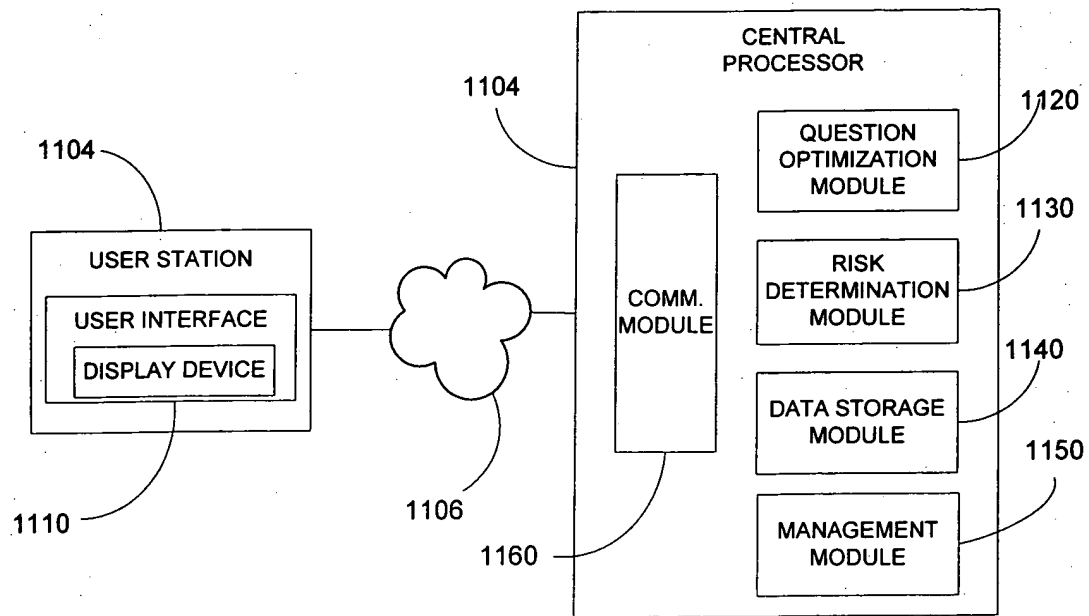 CENTRAL
PROCESSOR
1104
1120
QUESTION
OPTIMIZATION
MODULE
1104
1130
USER STATION
RISK
DETERMINATION
MODULE
COMM.
MODULE
USER INTERFACE
DISPLAY DEVICE
1140
DATA STORAGE
MODULE
1150
1110
1106
1160
MANAGEMENT
MODULE